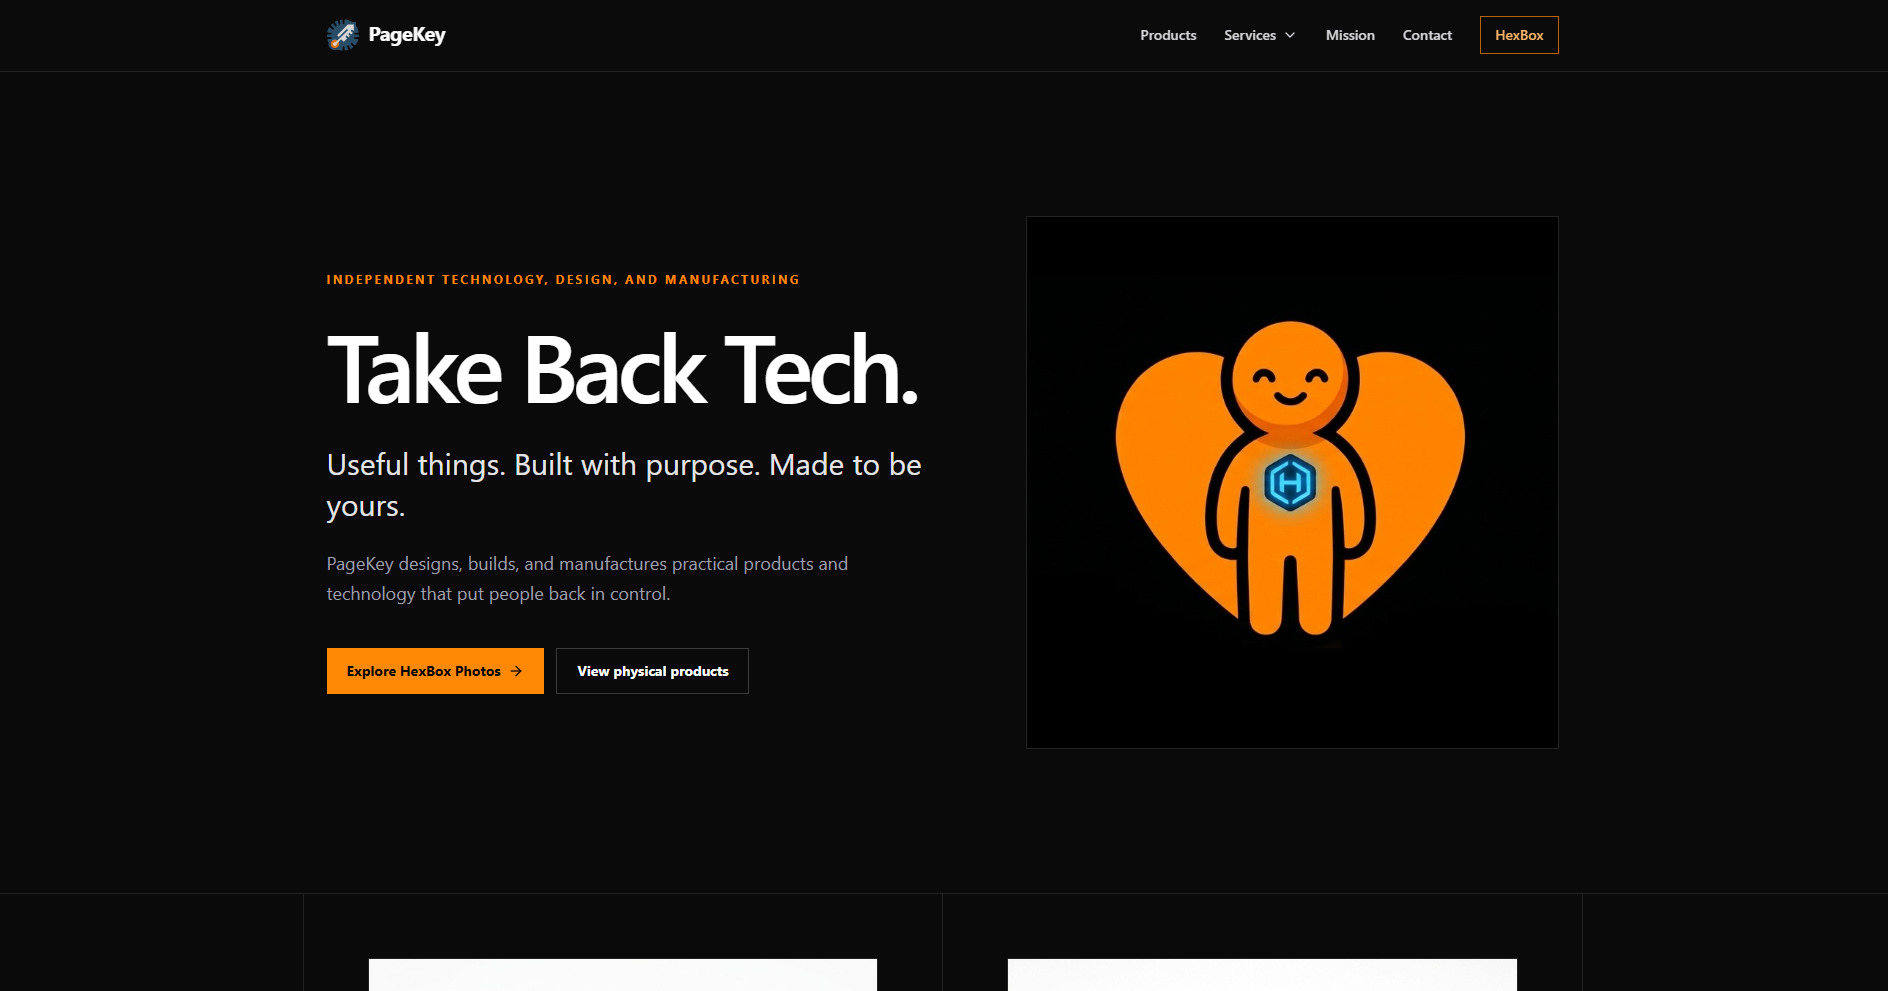 PageKey
Products
Services
Mission
Contact
HexBox
INDEPENDENT TECHNOLOGY, DESIGN, AND MANUFACTURING
Take Back Tech.
Useful things. Built with purpose. Made to be
yours.
PageKey designs, builds, and manufactures practical products and
technology that put people back in control.
Explore HexBox Photos →
View physical products
H